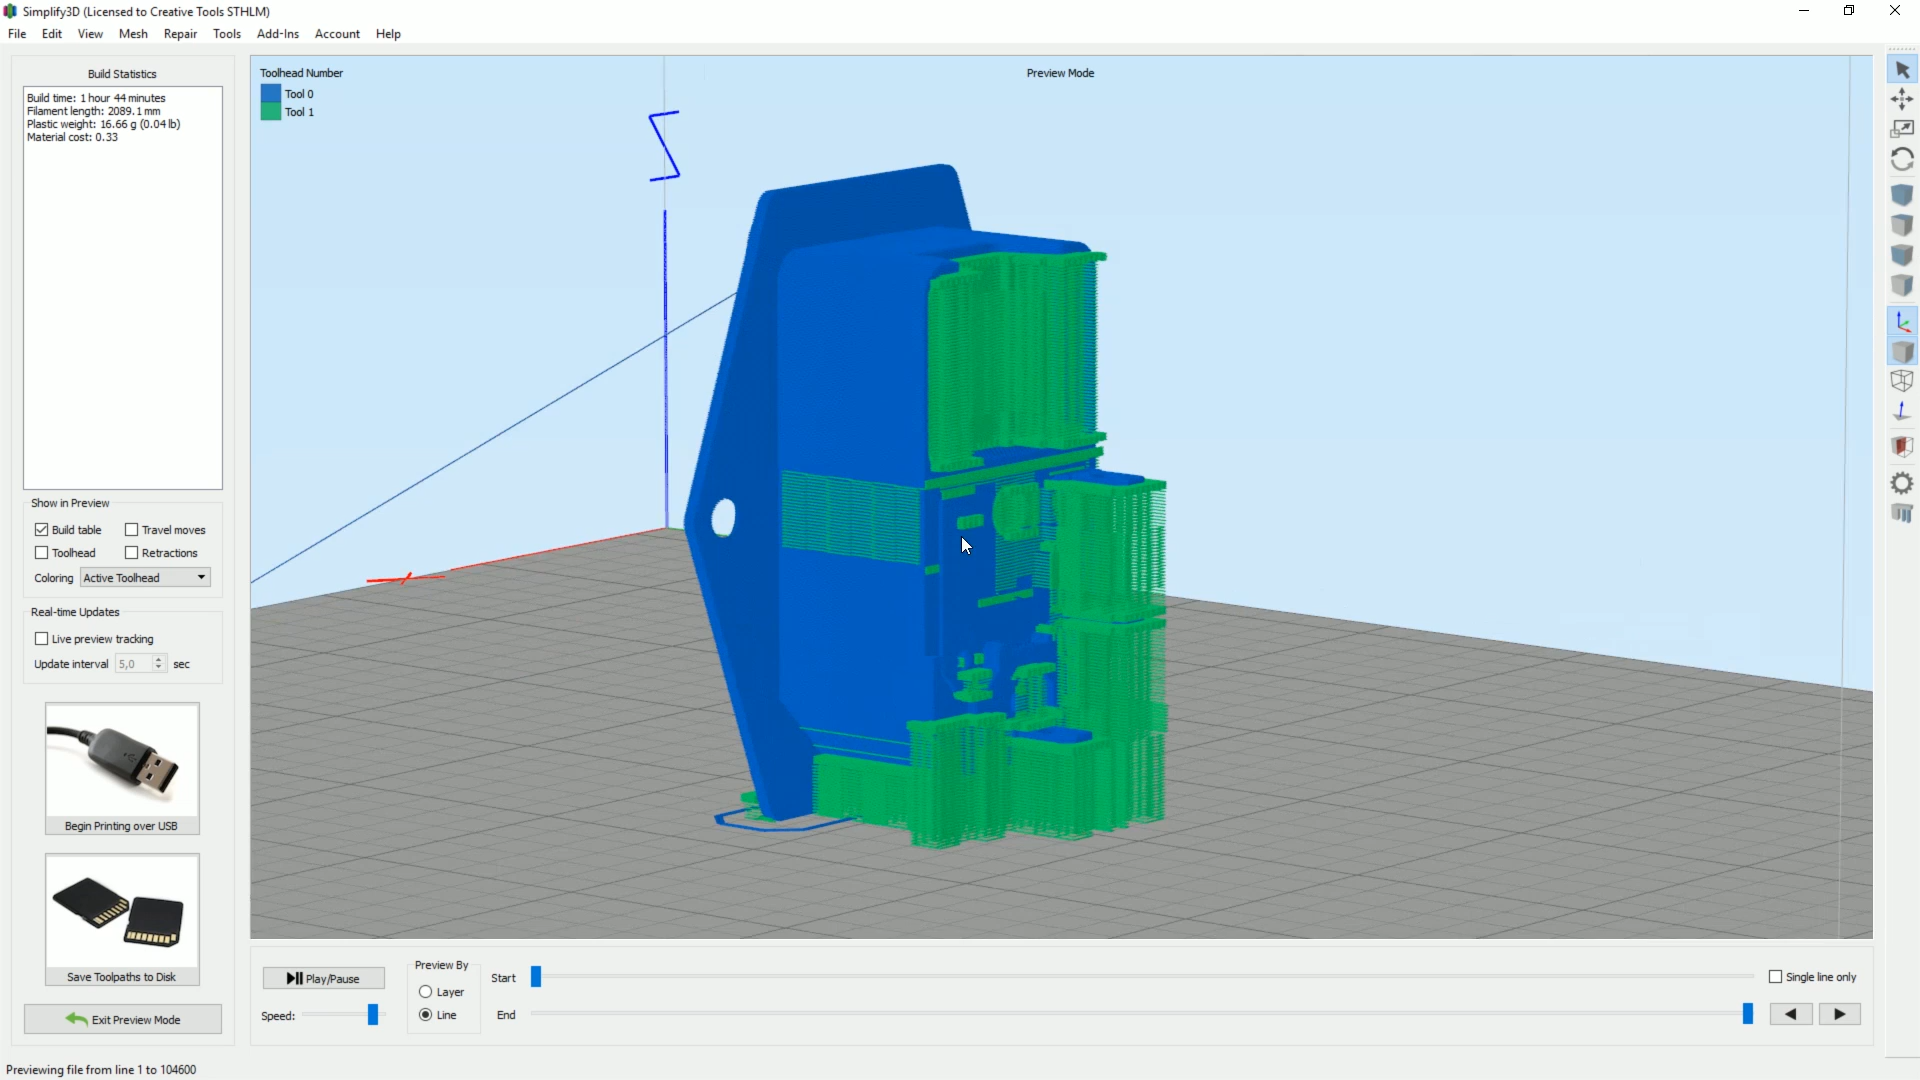 Simplify3D (Licensed to Creative Tools STHLM)
File Edit View Mesh Repair Tools Add-Ins Account Help
Build Statistics
Build time: 1 hour 44 minutes
Filament length: 2089.1 mm
Plastic weight: 16.66 g (0.04 lb)
Material cost: 0.33
Toolhead Number
Tool 0
Tool 1
Preview Mode
Show in Preview
Build table Travel moves
Toolhead Retractions
Coloring Active Toolhead
Real-time Updates
Live preview tracking
Update interval 5,0 sec
Begin Printing over USB
Save Toolpaths to Disk
Exit Preview Mode
Play/Pause
Speed:
Preview By
Layer
Line
Start
End
Single line only
Previewing file from line 1 to 104600